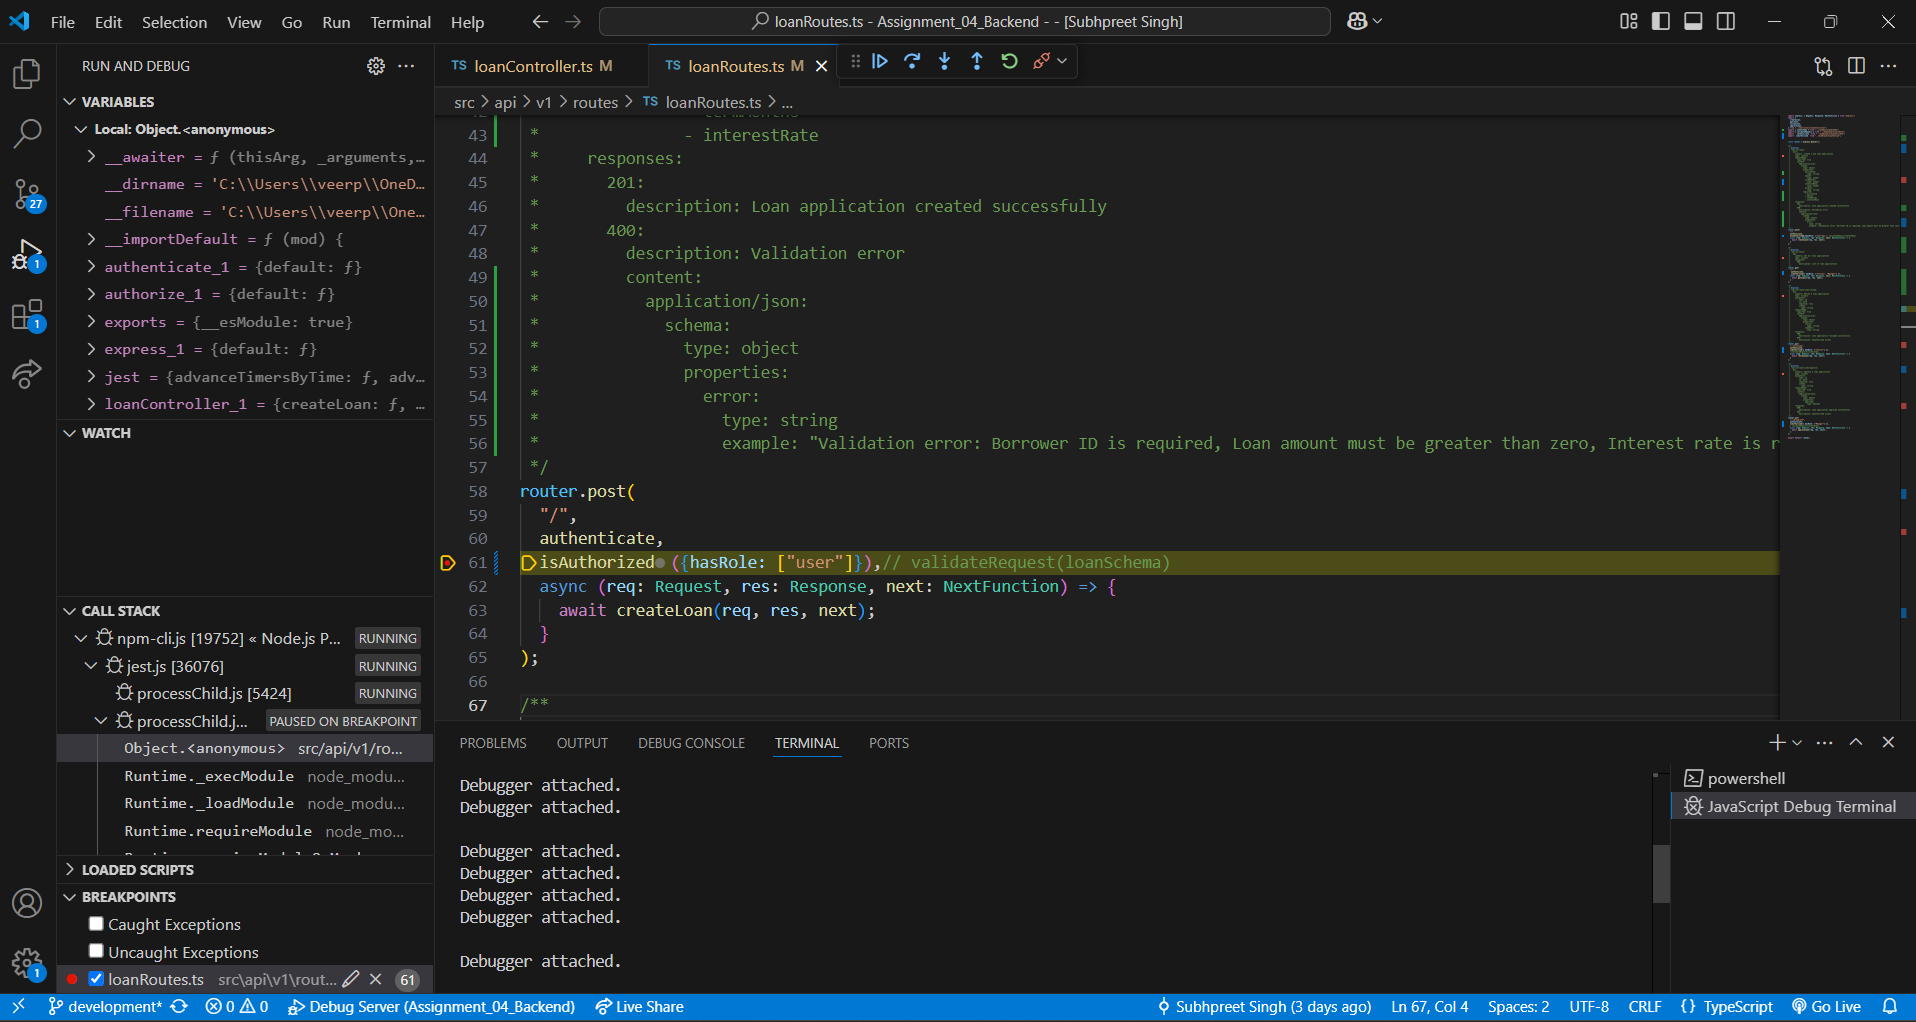 File Edit Selection View Go Run Terminal Help
loanRoutes.ts - Assignment_04_Backend - - [Subhpreet Singh]
RUN AND DEBUG
VARIABLES
Local: Object.<anonymous>
__awaiter = ƒ (thisArg, _arguments,…
__dirname = 'C:\\Users\\veerp\\OneD…
__filename = 'C:\\Users\\veerp\\One…
__importDefault = ƒ (mod) {
authenticate_1 = {default: ƒ}
authorize_1 = {default: ƒ}
exports = {__esModule: true}
express_1 = {default: ƒ}
jest = {advanceTimersByTime: ƒ, adv…
loanController_1 = {createLoan: ƒ, …
WATCH
CALL STACK
npm-cli.js [19752] « Node.js P... RUNNING
jest.js [36076] RUNNING
processChild.js [5424] RUNNING
processChild.j... PAUSED ON BREAKPOINT
Object.<anonymous> src/api/v1/ro...
Runtime._execModule node_modu...
Runtime._loadModule node_modu...
Runtime.requireModule node_mo...
LOADED SCRIPTS
BREAKPOINTS
Caught Exceptions
Uncaught Exceptions
loanRoutes.ts src\api\v1\rout... 61
27
1
1
1
TS loanController.ts M
TS loanRoutes.ts M
src > api > v1 > routes > TS loanRoutes.ts > ...
43 * - interestRate
44 * responses:
45 * 201:
46 * description: Loan application created successfully
47 * 400:
48 * description: Validation error
49 * content:
50 * application/json:
51 * schema:
52 * type: object
53 * properties:
54 * error:
55 * type: string
56 * example: "Validation error: Borrower ID is required, Loan amount must be greater than zero, Interest rate is r
57 */
58 router.post(
59 "/",
60 authenticate,
61 isAuthorized ({hasRole: ["user"]}),// validateRequest(loanSchema)
62 async (req: Request, res: Response, next: NextFunction) => {
63 await createLoan(req, res, next);
64 }
65 );
66
67 /**
PROBLEMS OUTPUT DEBUG CONSOLE TERMINAL PORTS
Debugger attached.
Debugger attached.
Debugger attached.
Debugger attached.
Debugger attached.
Debugger attached.
Debugger attached.
powershell
JavaScript Debug Terminal
development* 0 0 Debug Server (Assignment_04_Backend) Live Share
Subhpreet Singh (3 days ago) Ln 67, Col 4 Spaces: 2 UTF-8 CRLF {} TypeScript Go Live